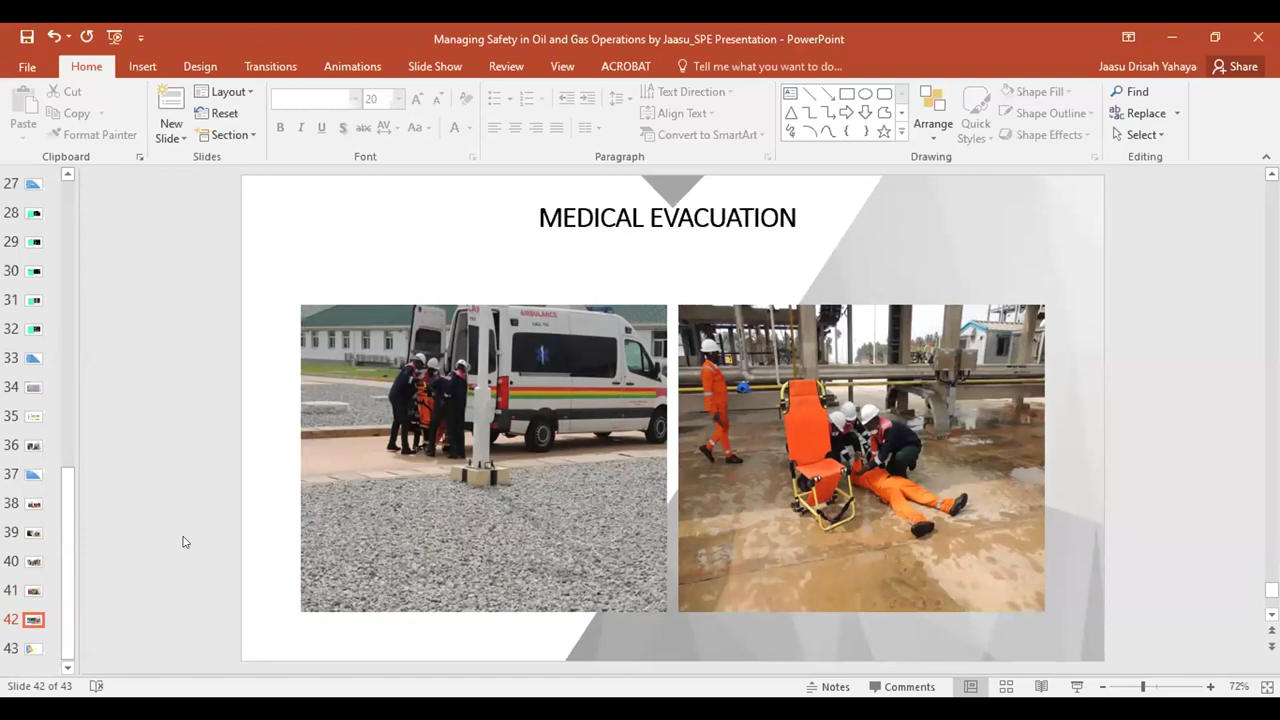 Managing Safety in Oil and Gas Operations by Jaasu_SPE Presentation - PowerPoint
File Home Insert Design Transitions Animations Slide Show Review View ACROBAT Tell me what you want to do... Jaasu Drisah Yahaya Share
Paste
Cut
Copy
Format Painter
Clipboard
New
Slide
Layout
Reset
Section
Slides
20
B I U S abc AV Aa A
Font
Text Direction
Align Text
Convert to SmartArt
Paragraph
Arrange
Quick
Styles
Shape Fill
Shape Outline
Shape Effects
Drawing
Find
Replace
Select
Editing
27
28
29
30
31
32
33
34
35
36
37
38
39
40
41
42
43
MEDICAL EVACUATION
AMBULANCE
Slide 42 of 43
Notes
Comments
72%